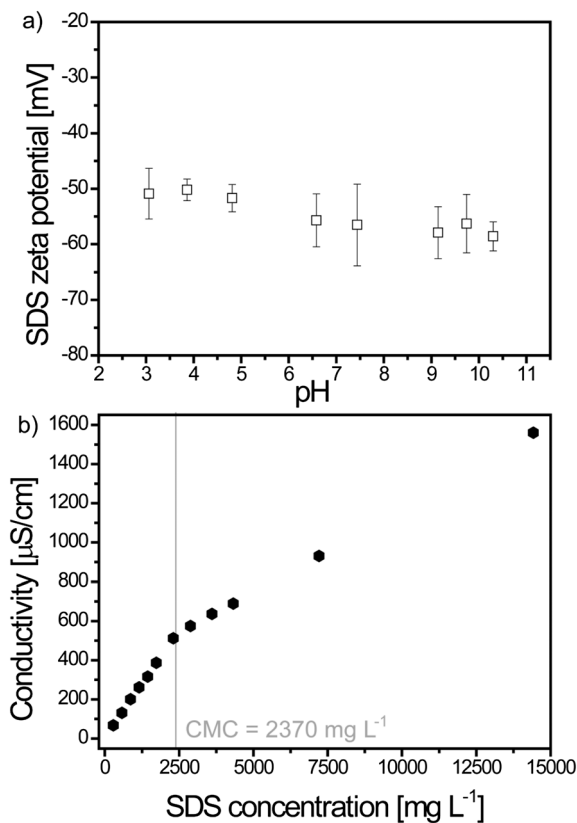 a)
-20
-30
-40
-50
-60
-70
-80
SDS zeta potential [mV]
2 3 4 5 6 7 8 9 10 11
pH
b)
1600
1400
1200
1000
800
600
400
200
0
Conductivity [μS/cm]
CMC = 2370 mg L⁻¹
0 2500 5000 7500 10000 12500 15000
SDS concentration [mg L⁻¹]